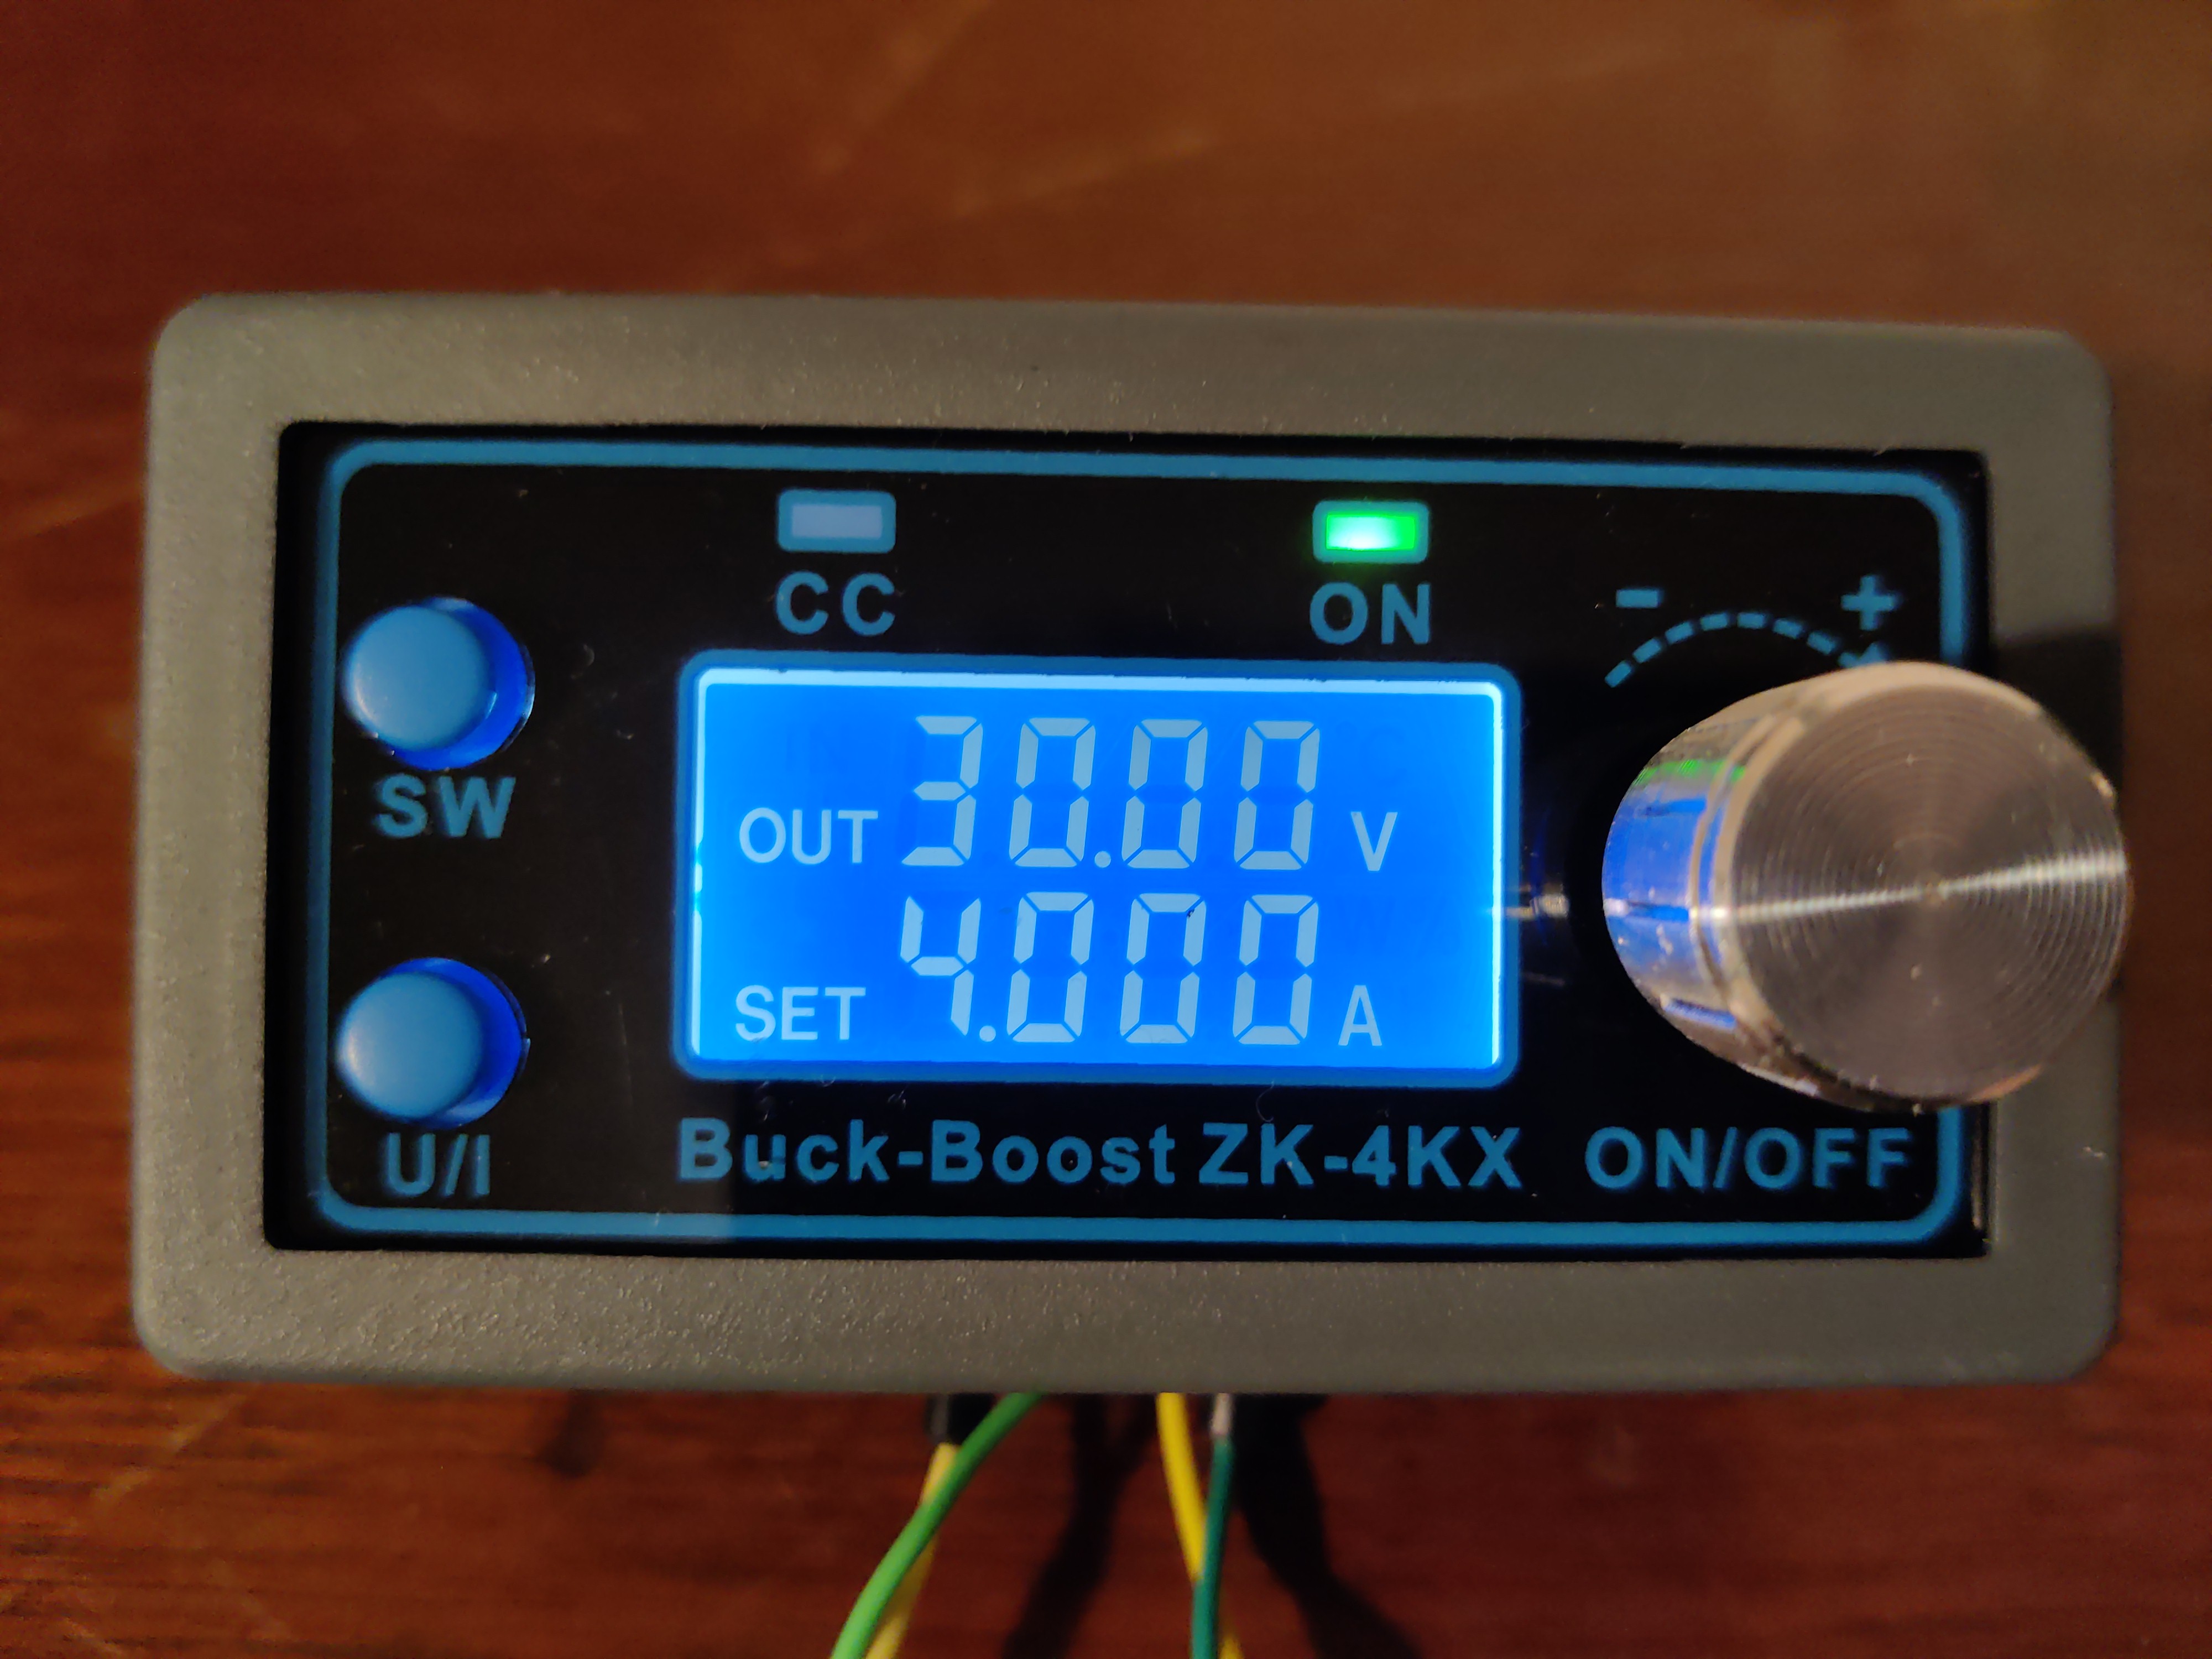 CC
ON
- +
SW
OUT 30.00 V
SET 4.000 A
U/I
Buck-Boost ZK-4KX
ON/OFF